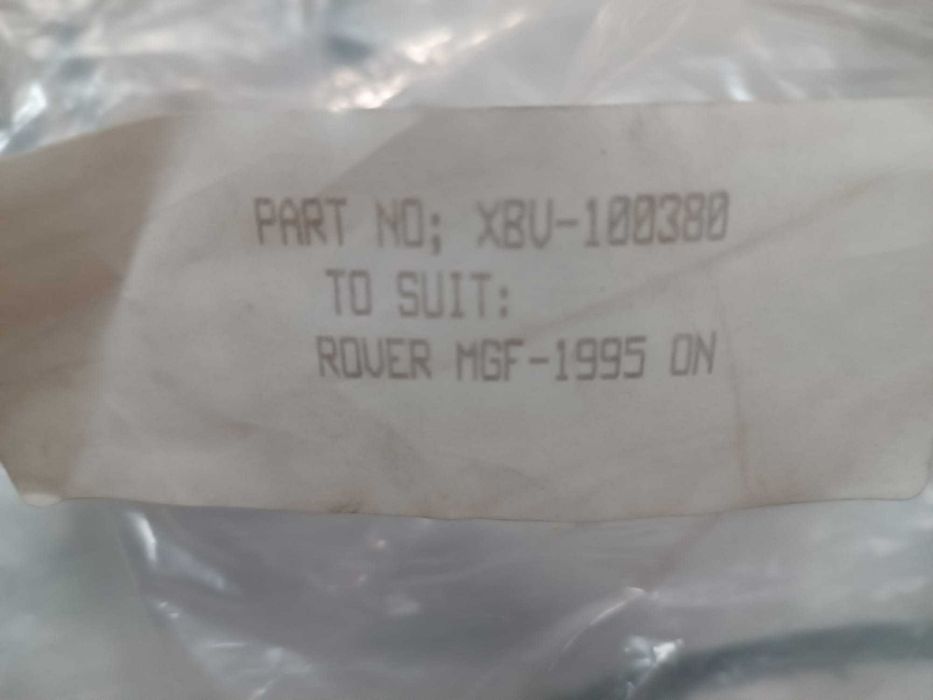 PART NO; XBV-100380
TO SUIT:
ROVER MGF-1995 ON